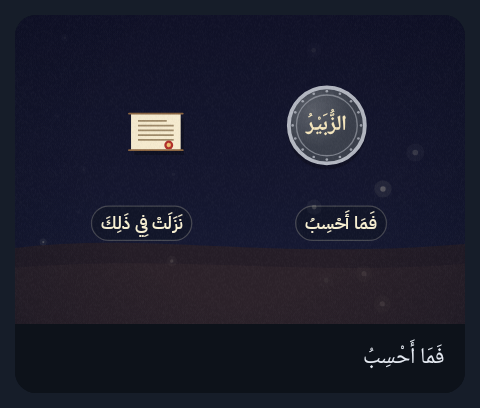 الزُّبَيْرُ
فَمَا أَحْسِبُ
نَزَلَتْ فِي ذَلِكَ
فَمَا أَحْسِبُ